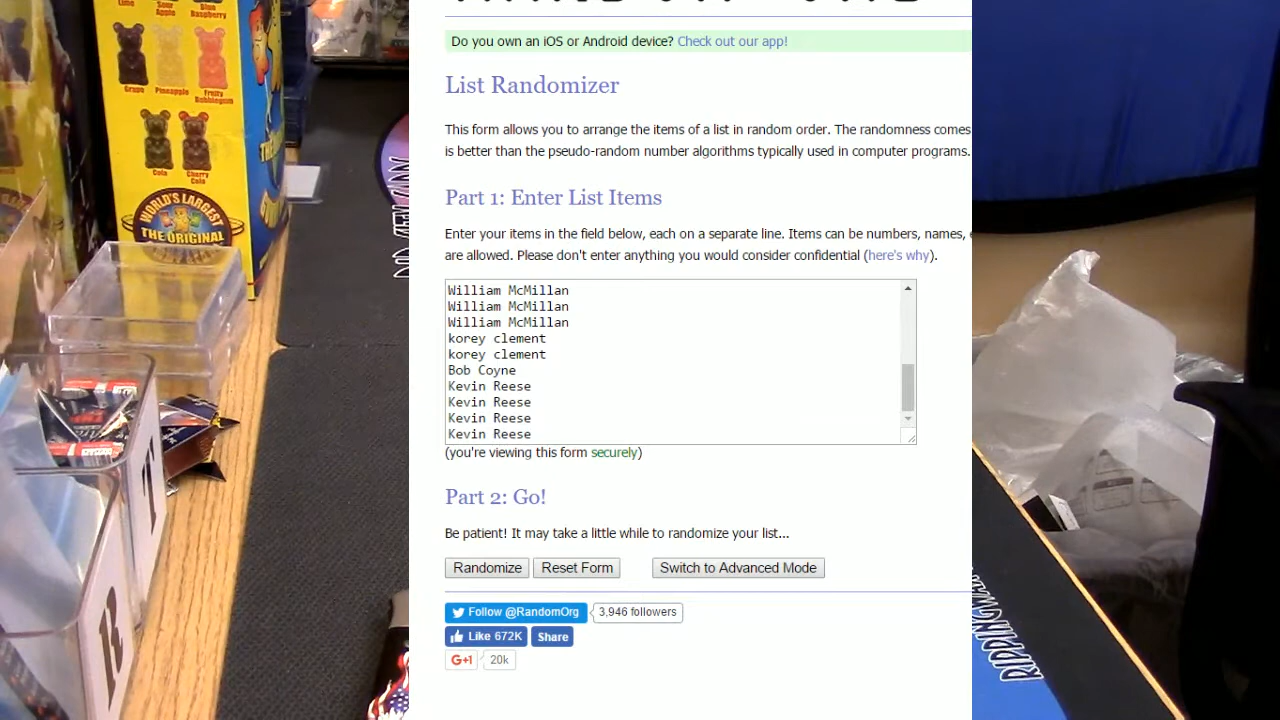 Lime
Sour Apple
Blue Raspberry
Grape
Pineapple
Fruity Bubblegum
Cola
Cherry Cola
WORLD'S LARGEST
THE ORIGINAL
T
R
Do you own an iOS or Android device? Check out our app!
List Randomizer
This form allows you to arrange the items of a list in random order. The randomness comes
is better than the pseudo-random number algorithms typically used in computer programs.
Part 1: Enter List Items
Enter your items in the field below, each on a separate line. Items can be numbers, names,
are allowed. Please don't enter anything you would consider confidential (here's why).
William McMillan
William McMillan
William McMillan
korey clement
korey clement
Bob Coyne
Kevin Reese
Kevin Reese
Kevin Reese
Kevin Reese
(you're viewing this form securely)
Part 2: Go!
Be patient! It may take a little while to randomize your list...
Randomize Reset Form Switch to Advanced Mode
Follow @RandomOrg 3,946 followers
Like 672K Share
G+1 20k